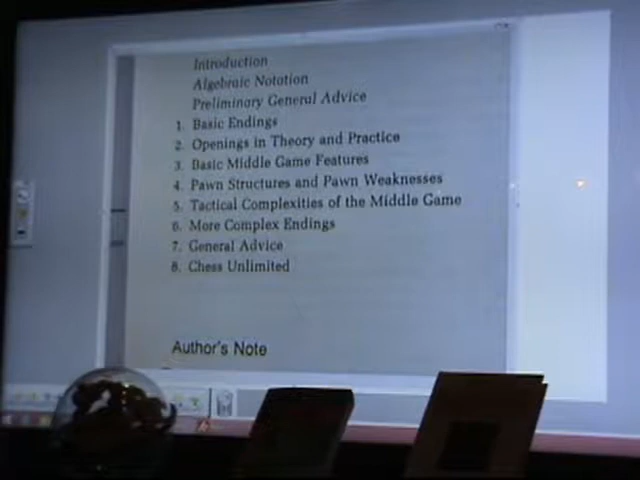 Introduction
Algebraic Notation
Preliminary General Advice
1. Basic Endings
2. Openings in Theory and Practice
3. Basic Middle Game Features
4. Pawn Structures and Pawn Weaknesses
5. Tactical Complexities of the Middle Game
6. More Complex Endings
7. General Advice
8. Chess Unlimited
Author's Note